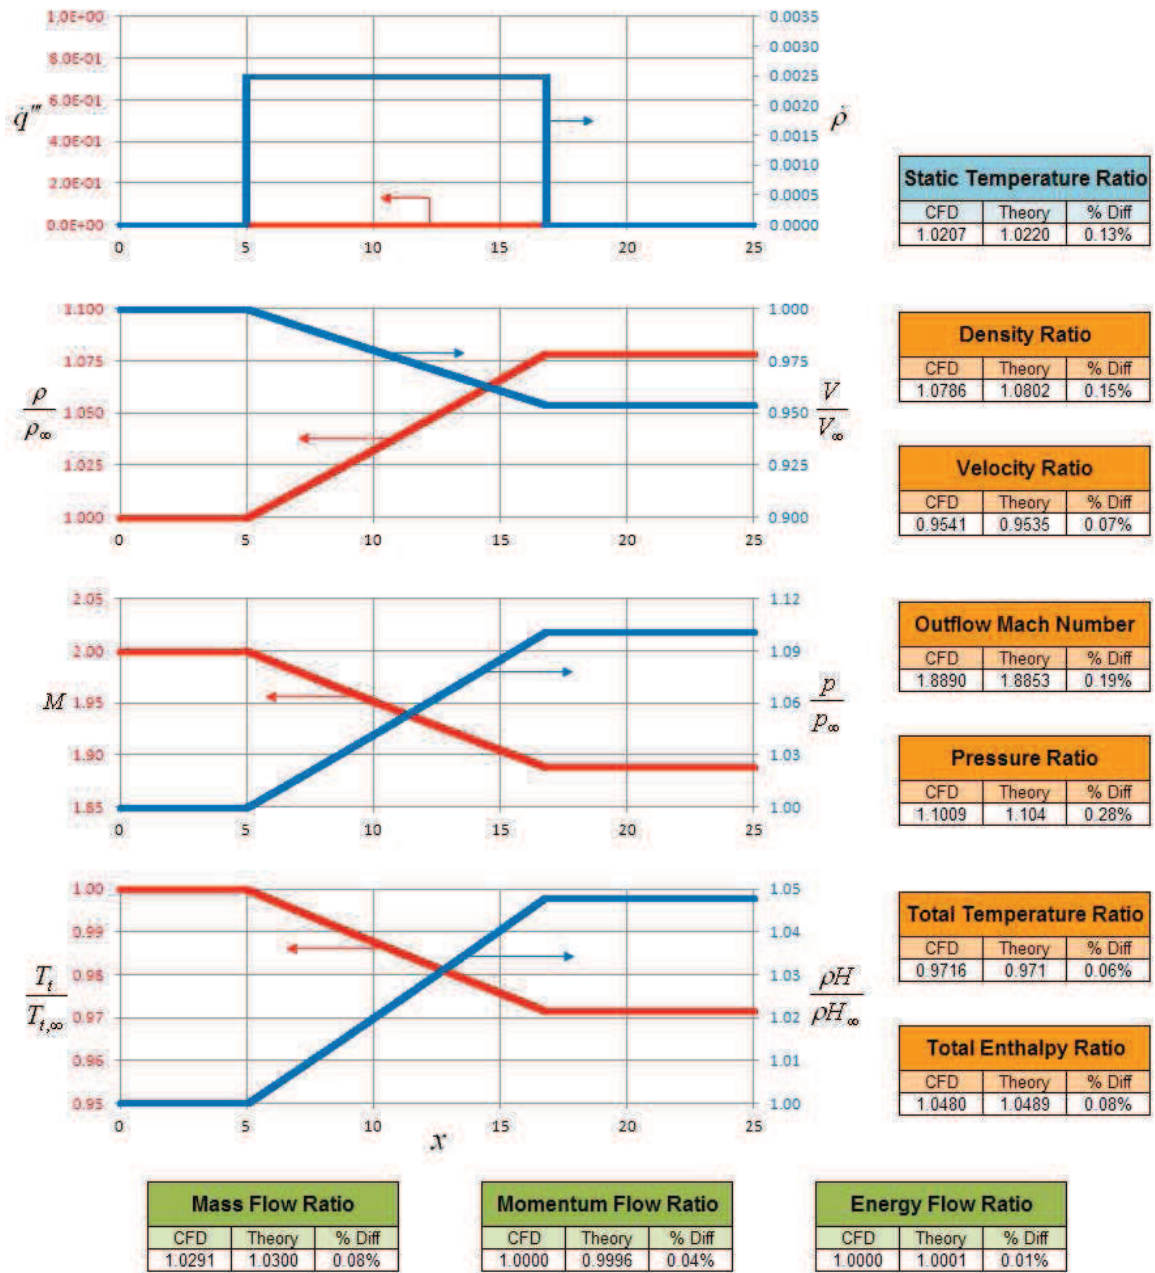 1.0E+00
8.0E-01
6.0E-01
4.0E-01
2.0E-01
0.0E+00
q̇‴
0.0035
0.0030
0.0025
0.0020
0.0015
0.0010
0.0005
0.0000
ρ̇
0 5 10 15 20 25
Static Temperature Ratio
CFD Theory % Diff
1.0207 1.0220 0.13%
1.100
1.075
1.050
1.025
1.000
ρ
ρ∞
1.000
0.975
0.950
0.925
0.900
V
V∞
0 5 10 15 20 25
Density Ratio
CFD Theory % Diff
1.0786 1.0802 0.15%
Velocity Ratio
CFD Theory % Diff
0.9541 0.9535 0.07%
2.05
2.00
1.95
1.90
1.85
M
1.12
1.09
1.06
1.03
1.00
p
p∞
0 5 10 15 20 25
Outflow Mach Number
CFD Theory % Diff
1.8890 1.8853 0.19%
Pressure Ratio
CFD Theory % Diff
1.1009 1.104 0.28%
1.00
0.99
0.98
0.97
0.96
0.95
Tt
Tt,∞
1.05
1.04
1.03
1.02
1.01
1.00
ρH
ρH∞
0 5 10 15 20 25
x
Total Temperature Ratio
CFD Theory % Diff
0.9716 0.971 0.06%
Total Enthalpy Ratio
CFD Theory % Diff
1.0480 1.0489 0.08%
Mass Flow Ratio
CFD Theory % Diff
1.0291 1.0300 0.08%
Momentum Flow Ratio
CFD Theory % Diff
1.0000 0.9996 0.04%
Energy Flow Ratio
CFD Theory % Diff
1.0000 1.0001 0.01%